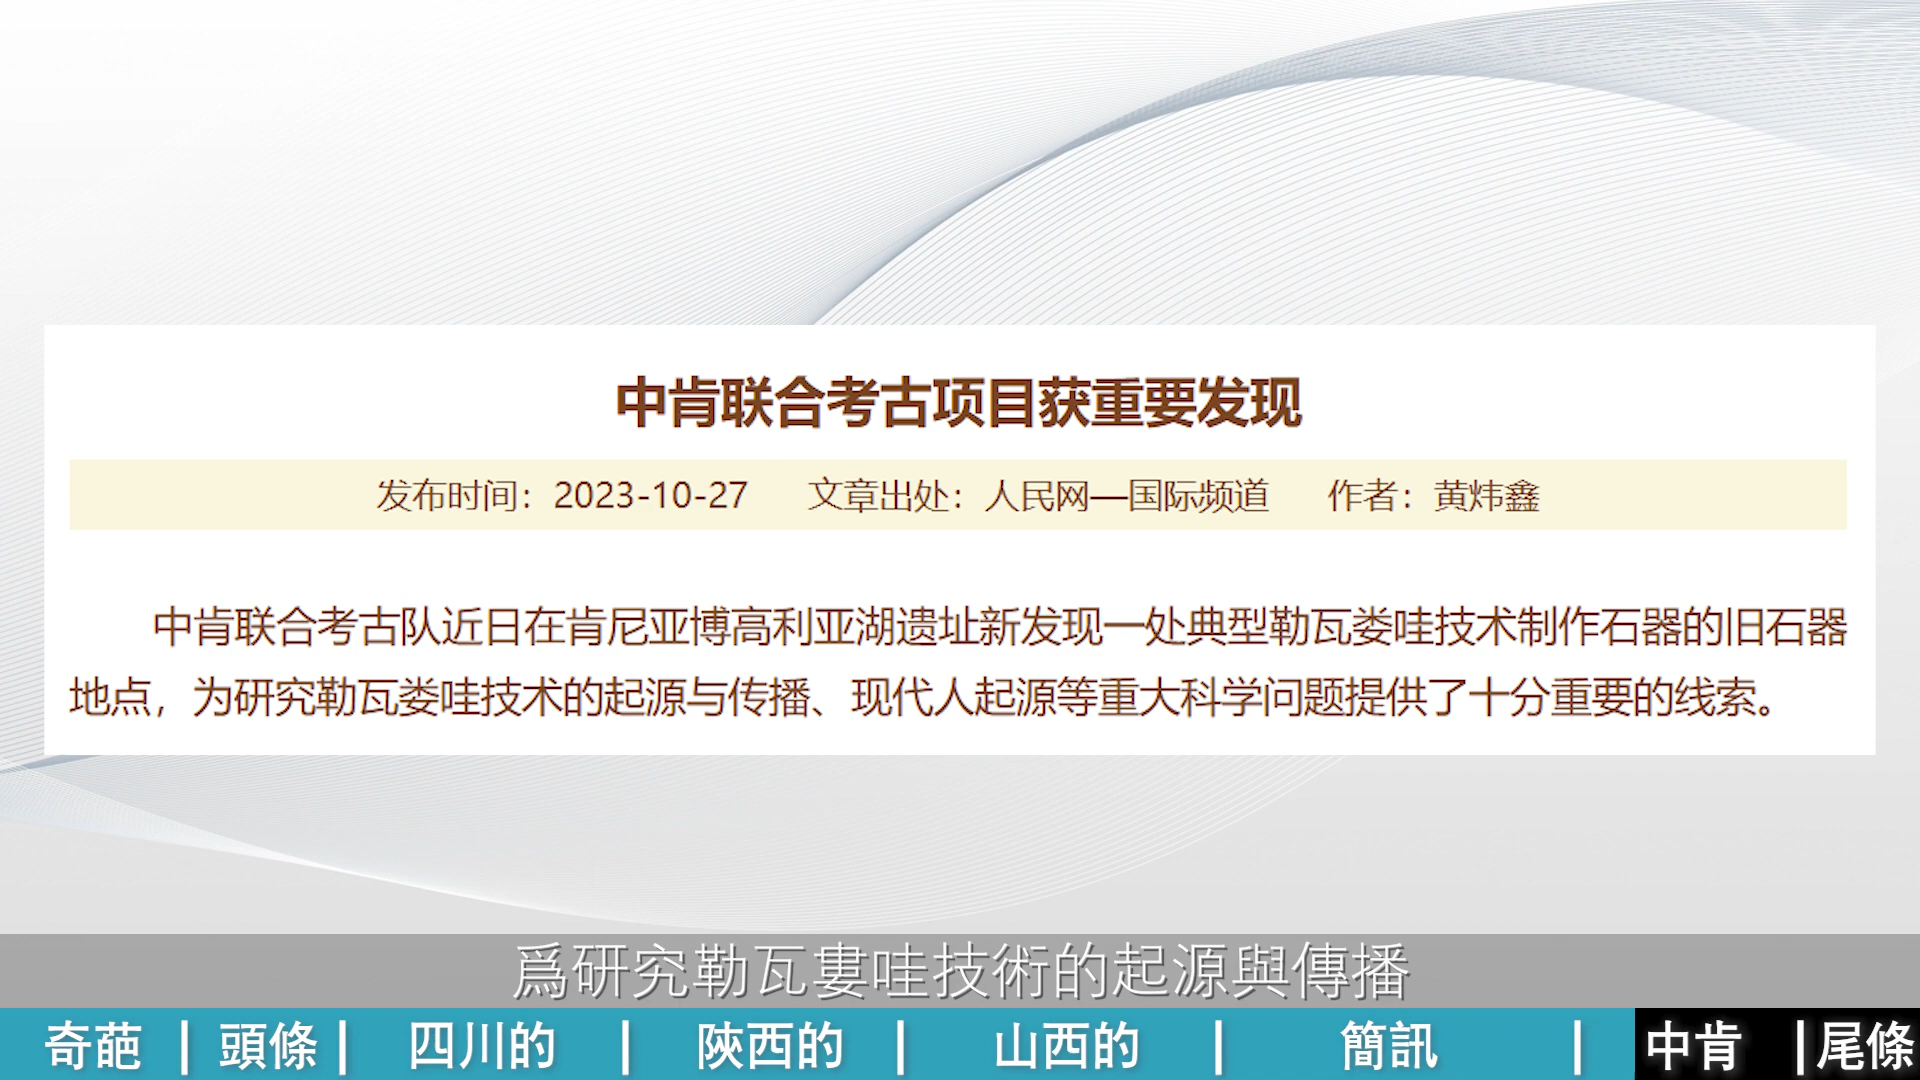 中肯联合考古项目获重要发现
发布时间：2023-10-27 文章出处：人民网—国际频道 作者：黄炜鑫
中肯联合考古队近日在肯尼亚博高利亚湖遗址新发现一处典型勒瓦娄哇技术制作石器的旧石器
地点，为研究勒瓦娄哇技术的起源与传播、现代人起源等重大科学问题提供了十分重要的线索。
爲研究勒瓦婁哇技術的起源與傳播
奇葩 | 頭條 | 四川的 | 陝西的 | 山西的 | 簡訊 | 中肯 | 尾條